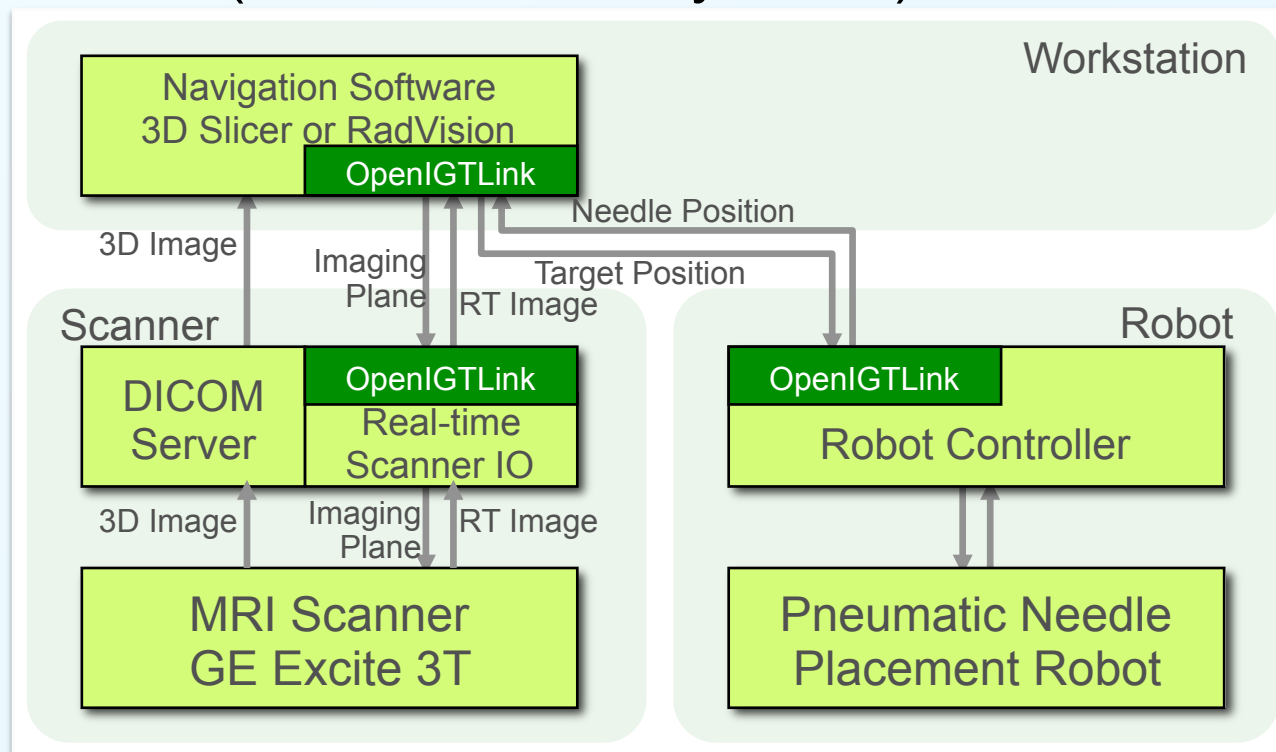 Workstation
Navigation Software
3D Slicer or RadVision
OpenIGTLink
Needle Position
3D Image
Imaging
Plane
RT Image
Target Position
Scanner
Robot
DICOM
Server
OpenIGTLink
Real-time
Scanner IO
OpenIGTLink
Robot Controller
3D Image
Imaging
Plane
RT Image
MRI Scanner
GE Excite 3T
Pneumatic Needle
Placement Robot